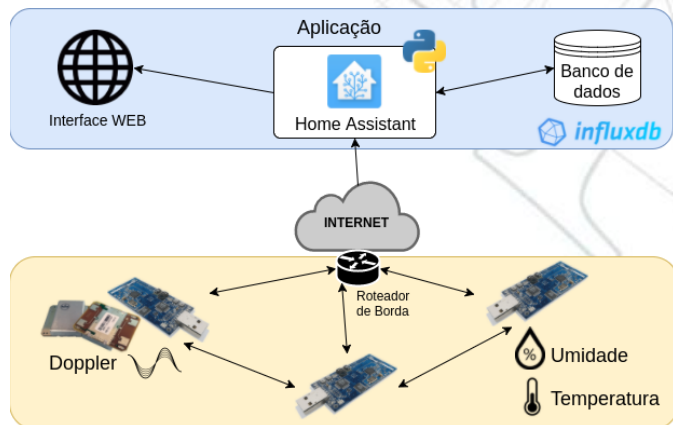 Aplicação
Interface WEB
Home Assistant
Banco de
dados
influxdb
INTERNET
Roteador
de Borda
Doppler
%
Umidade
Temperatura